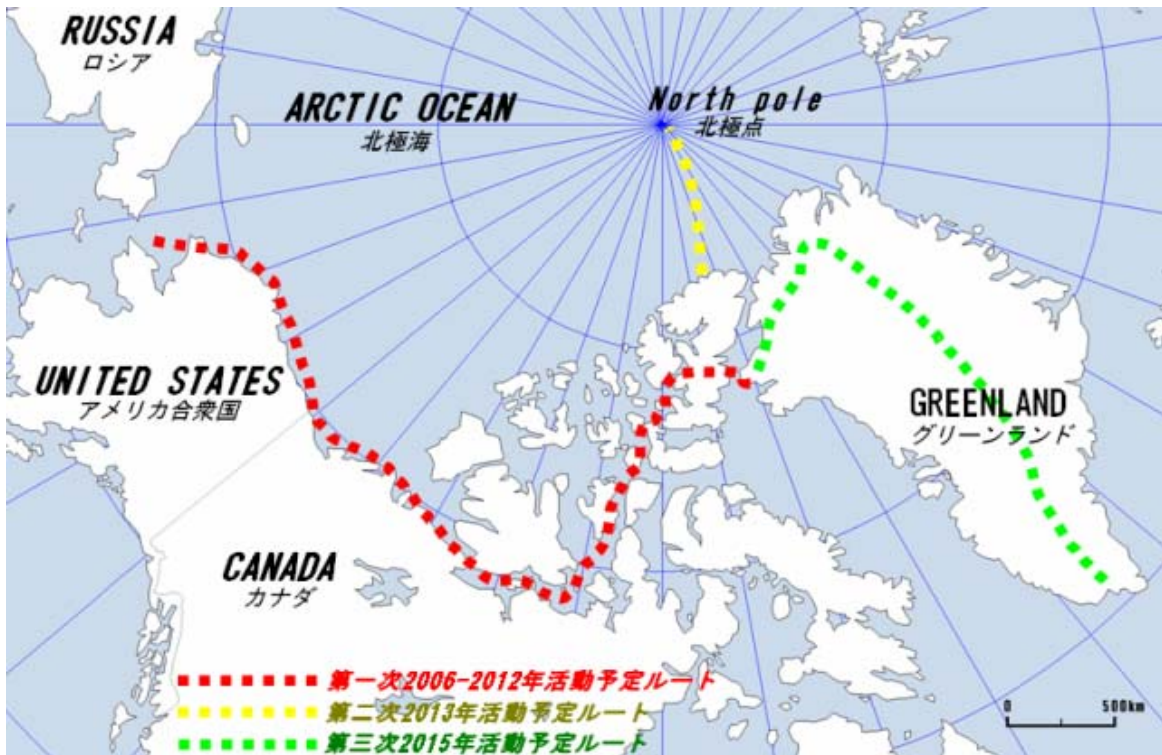 RUSSIA
ロシア
ARCTIC OCEAN
北極海
North pole
北極点
UNITED STATES
アメリカ合衆国
GREENLAND
グリーンランド
CANADA
カナダ
第一次2006-2012年活動予定ルート
第二次2013年活動予定ルート
第三次2015年活動予定ルート
0 500km